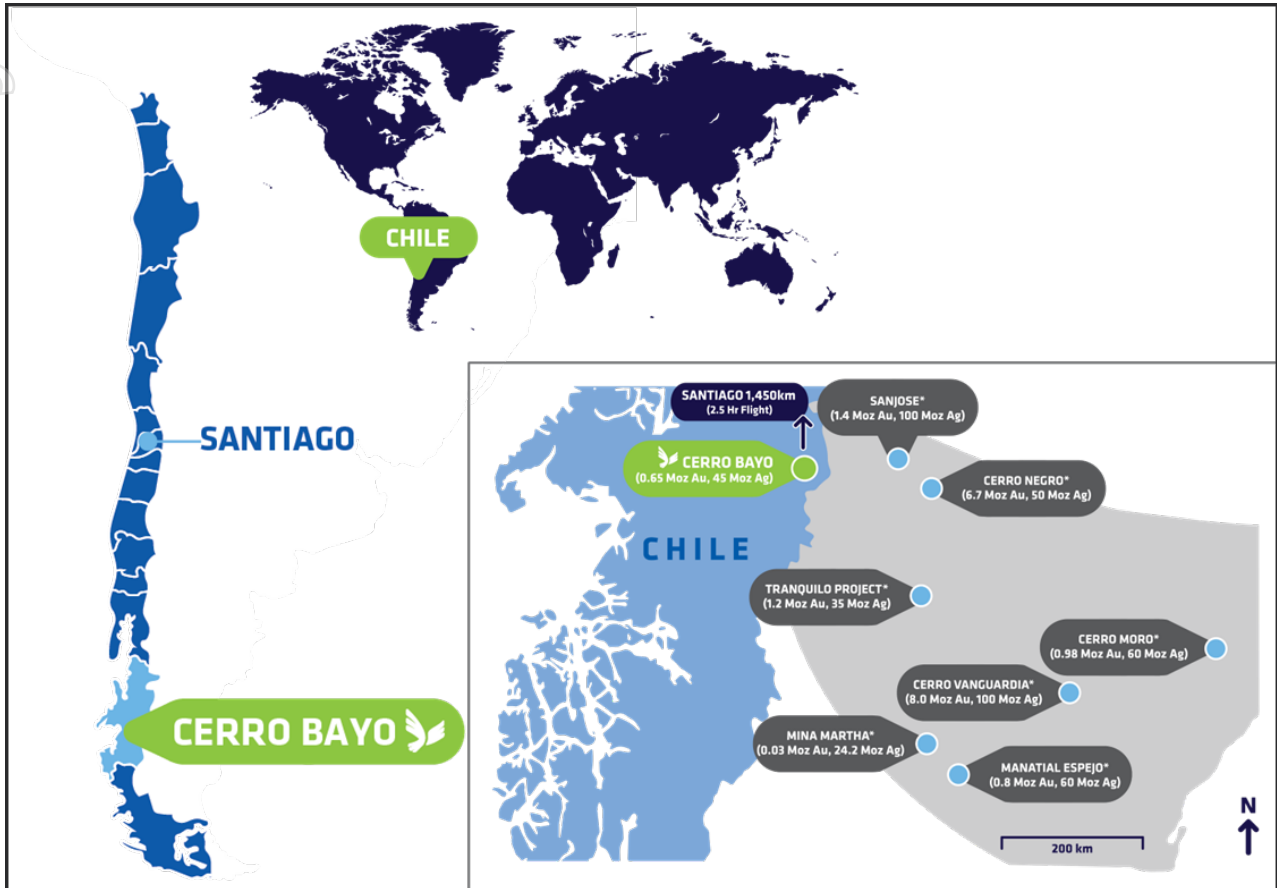 CHILE
SANTIAGO
CERRO BAYO
SANTIAGO 1,450km
(2.5 Hr Flight)
SANJOSE*
(1.4 Moz Au, 100 Moz Ag)
CERRO BAYO
(0.65 Moz Au, 45 Moz Ag)
CERRO NEGRO*
(6.7 Moz Au, 50 Moz Ag)
CHILE
TRANQUILO PROJECT*
(1.2 Moz Au, 35 Moz Ag)
CERRO MORO*
(0.98 Moz Au, 60 Moz Ag)
CERRO VANGUARDIA*
(8.0 Moz Au, 100 Moz Ag)
MINA MARTHA*
(0.03 Moz Au, 24.2 Moz Ag)
MANATIAL ESPEJO*
(0.8 Moz Au, 60 Moz Ag)
N
200 km